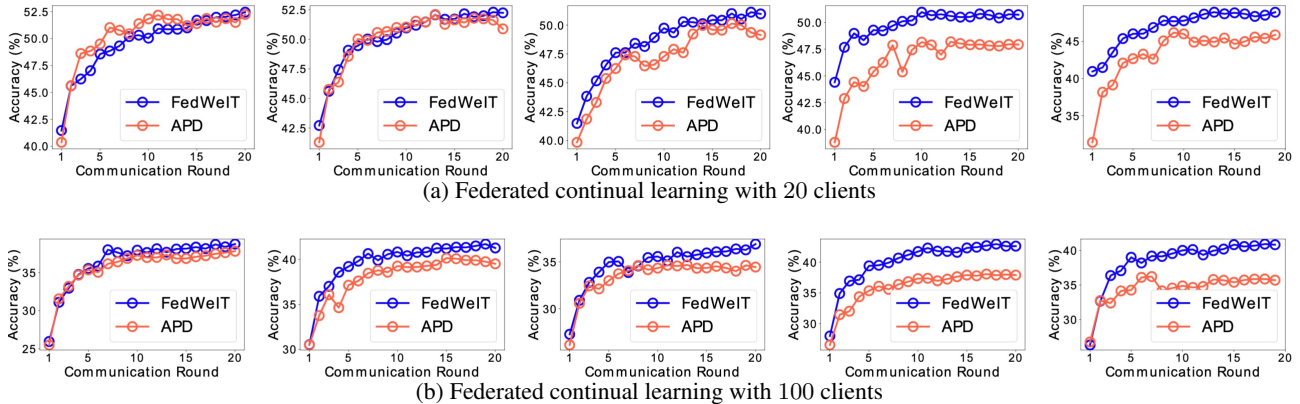 52.5
50.0
47.5
45.0
42.5
40.0
Accuracy (%)
FedWeIT
APD
1 5 10 15 20
Communication Round
52.5
50.0
47.5
45.0
42.5
Accuracy (%)
FedWeIT
APD
1 5 10 15 20
Communication Round
50.0
47.5
45.0
42.5
40.0
Accuracy (%)
FedWeIT
APD
1 5 10 15 20
Communication Round
50.0
47.5
45.0
42.5
40.0
Accuracy (%)
FedWeIT
APD
1 5 10 15 20
Communication Round
45
40
35
Accuracy (%)
FedWeIT
APD
1 5 10 15 20
Communication Round
(a) Federated continual learning with 20 clients
35
30
25
Accuracy (%)
FedWeIT
APD
1 5 10 15 20
Communication Round
40
35
30
Accuracy (%)
FedWeIT
APD
1 5 10 15 20
Communication Round
35
30
Accuracy (%)
FedWeIT
APD
1 5 10 15 20
Communication Round
40
35
30
Accuracy (%)
FedWeIT
APD
1 5 10 15 20
Communication Round
40
35
30
Accuracy (%)
FedWeIT
APD
1 5 10 15 20
Communication Round
(b) Federated continual learning with 100 clients